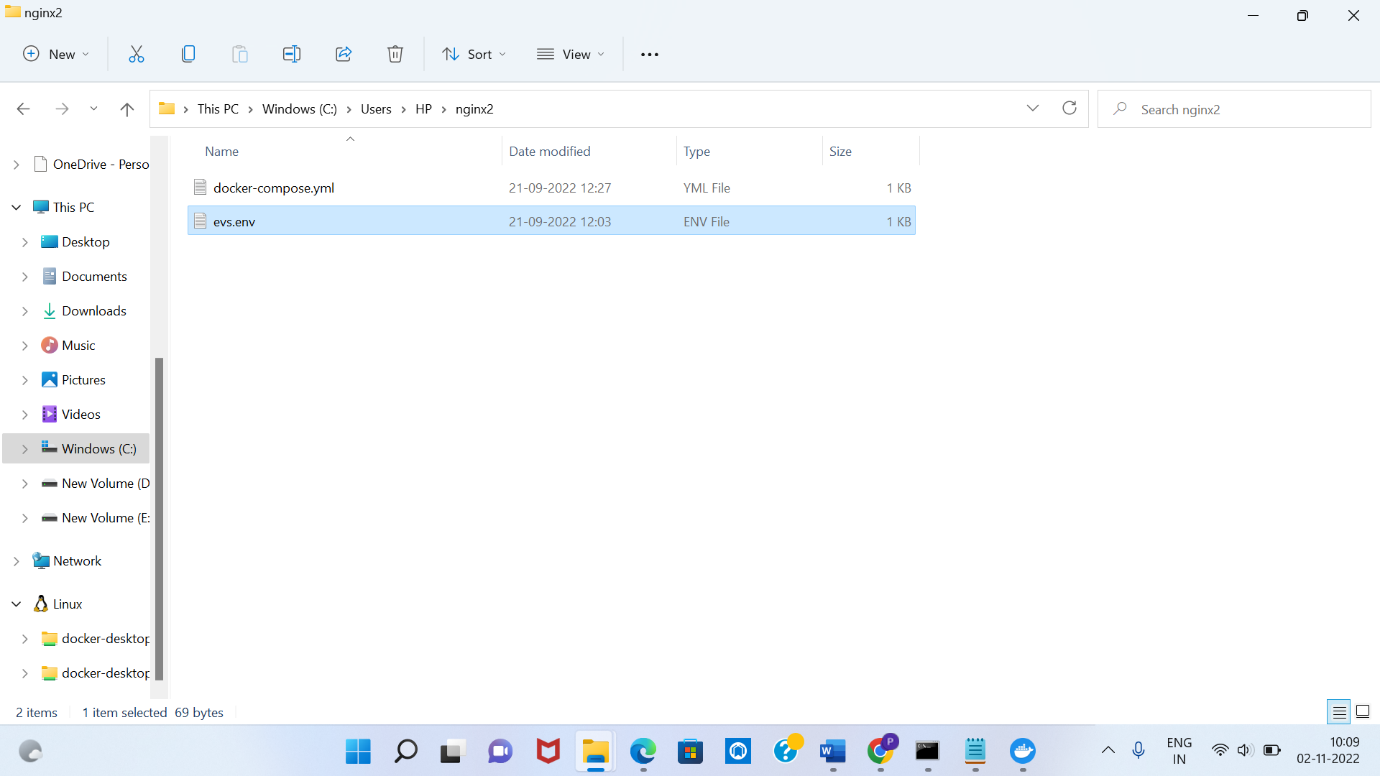 nginx2
New
Sort
View
This PC
Windows (C:)
Users
HP
nginx2
Search nginx2
Name
Date modified
Type
Size
docker-compose.yml 21-09-2022 12:27 YML File 1 KB
evs.env 21-09-2022 12:03 ENV File 1 KB
OneDrive - Perso
This PC
Desktop
Documents
Downloads
Music
Pictures
Videos
Windows (C:)
New Volume (D
New Volume (E:
Network
Linux
docker-desktop
docker-desktop
2 items 1 item selected 69 bytes
W
P
ENG
IN
10:09
02-11-2022